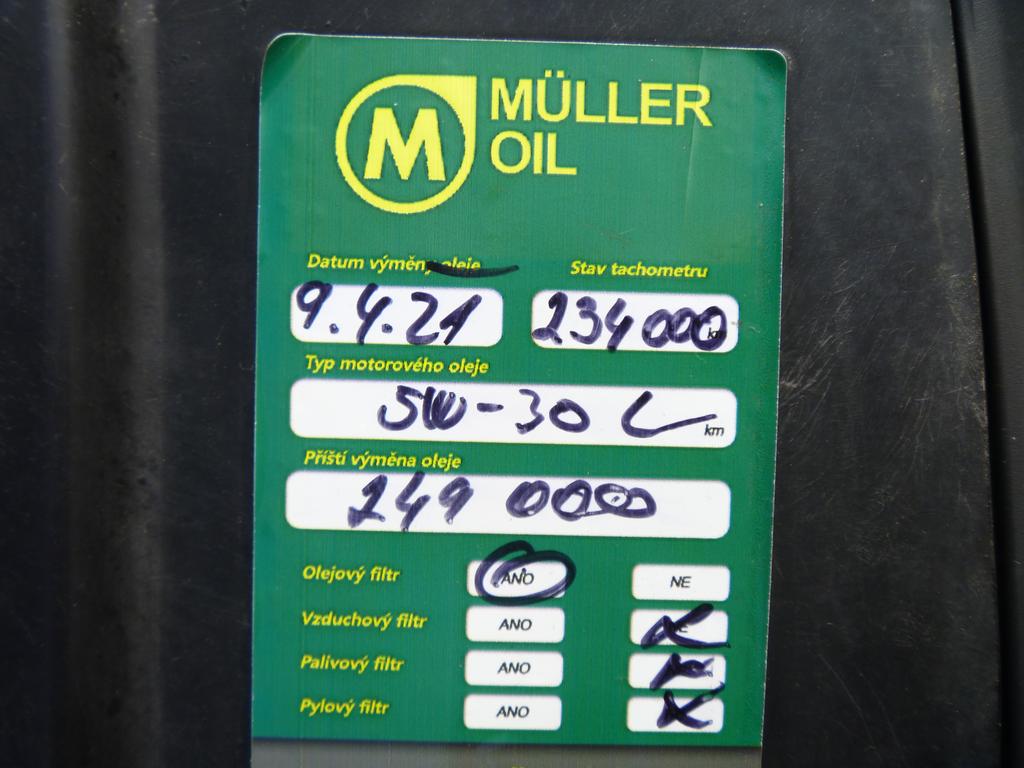 M MÜLLER
OIL
Datum výměny oleje Stav tachometru
9.4.21 234000 km
Typ motorového oleje
5W-30 L km
Příští výměna oleje
249 0000
Olejový filtr ANO NE
Vzduchový filtr ANO
Palivový filtr ANO
Pylový filtr ANO